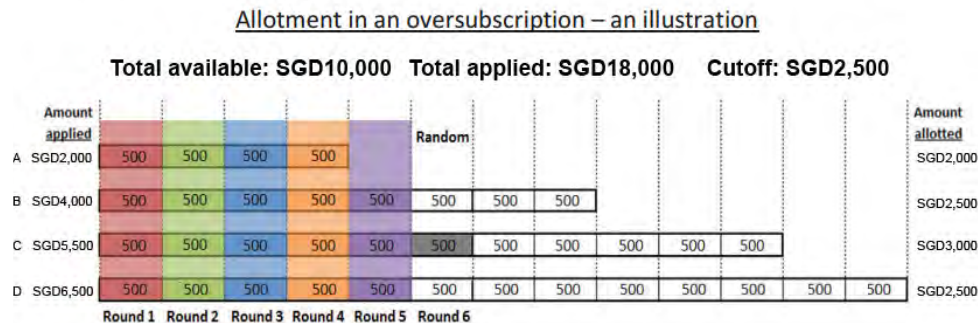 Allotment in an oversubscription – an illustration
Total available: SGD10,000 Total applied: SGD18,000 Cutoff: SGD2,500
Amount applied Random Amount allotted
A SGD2,000 500 500 500 500 SGD2,000
B SGD4,000 500 500 500 500 500 500 500 500 SGD2,500
C SGD5,500 500 500 500 500 500 500 500 500 500 500 500 SGD3,000
D SGD6,500 500 500 500 500 500 500 500 500 500 500 500 500 500 SGD2,500
Round 1 Round 2 Round 3 Round 4 Round 5 Round 6